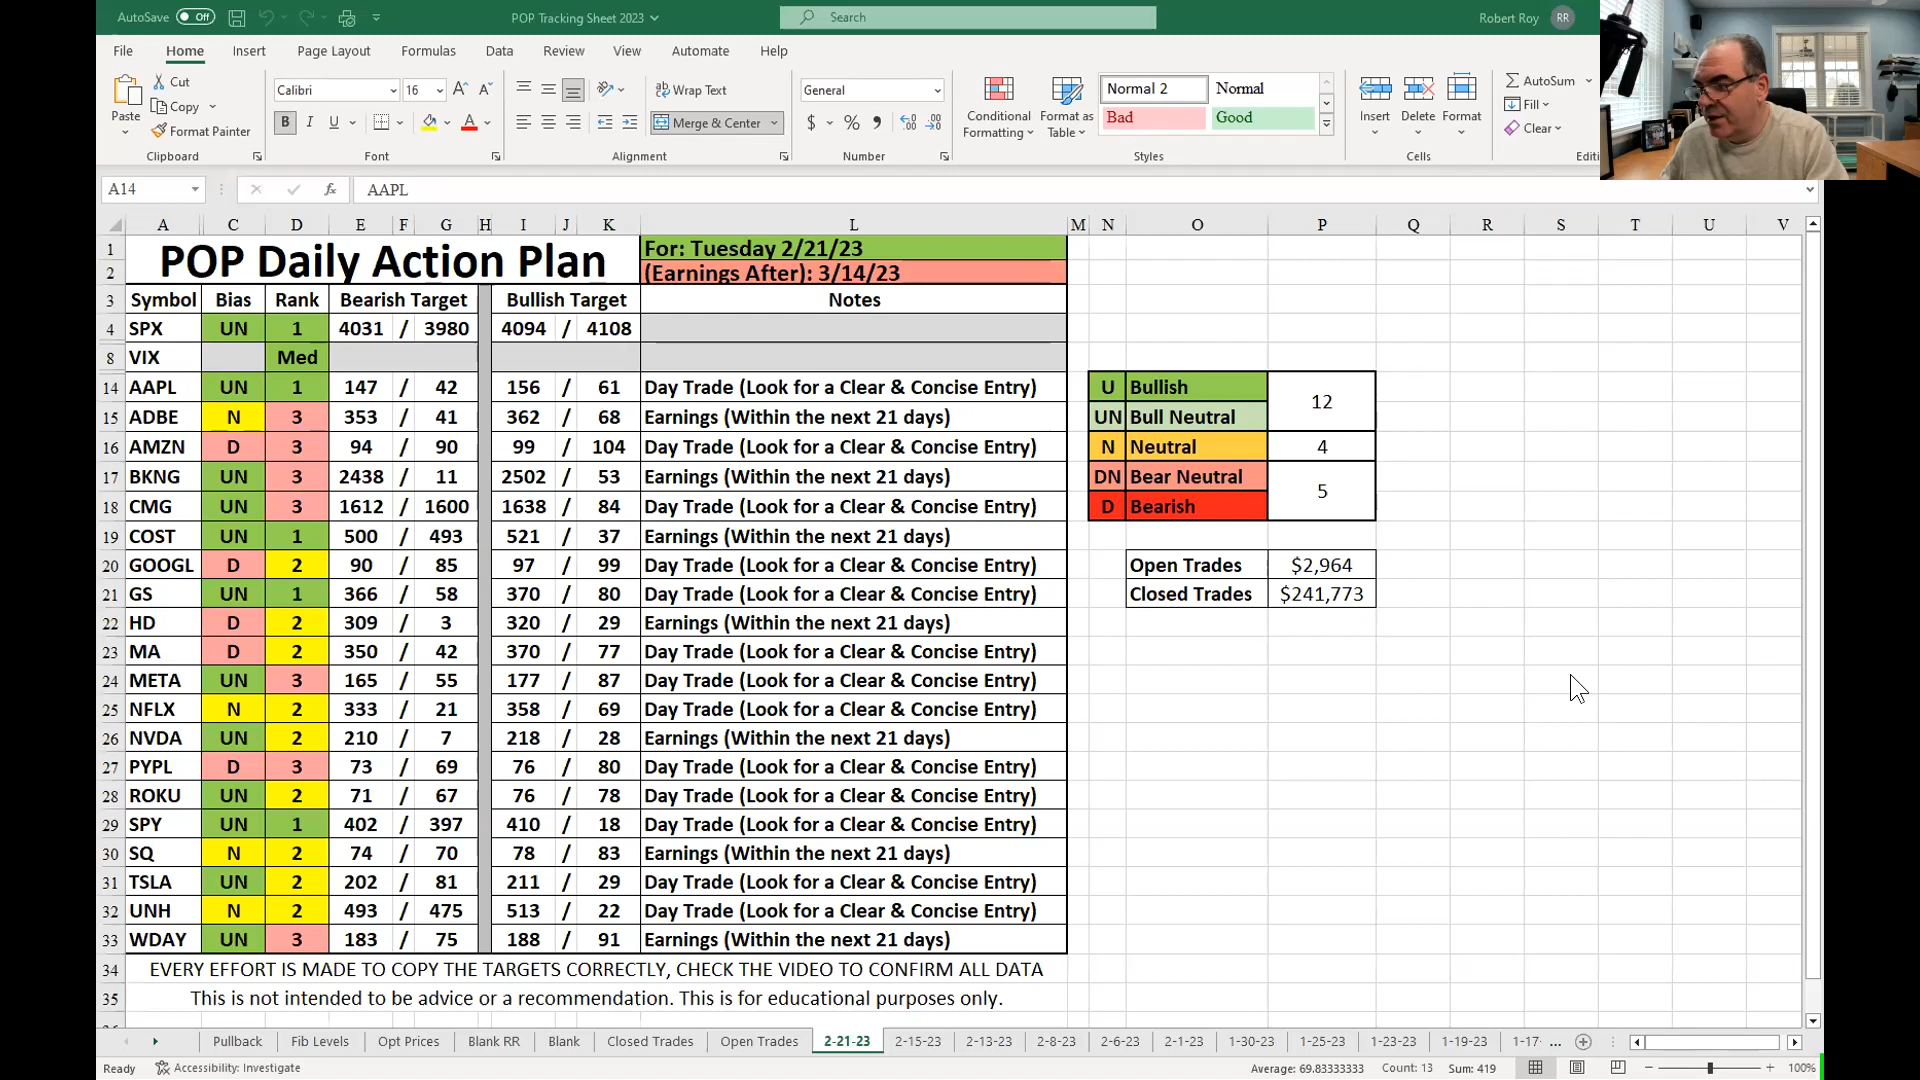 AutoSave Off POP Tracking Sheet 2023 Search Robert Roy RR
File Home Insert Page Layout Formulas Data Review View Automate Help
Cut Calibri 16 Wrap Text General Normal 2 Normal AutoSum
Copy Fill
Paste Format Painter B I U A Merge & Center $ % Conditional Formatting Format as Table Bad Good Insert Delete Format Clear
Clipboard Font Alignment Number Styles Cells Editi
A14 fx AAPL
A C D E F G H I J K L M N O P Q R S T U V
1 POP Daily Action Plan For: Tuesday 2/21/23
2 (Earnings After): 3/14/23
3 Symbol Bias Rank Bearish Target Bullish Target Notes
4 SPX UN 1 4031 / 3980 4094 / 4108
8 VIX Med
14 AAPL UN 1 147 / 42 156 / 61 Day Trade (Look for a Clear & Concise Entry) U Bullish 12
15 ADBE N 3 353 / 41 362 / 68 Earnings (Within the next 21 days) UN Bull Neutral
16 AMZN D 3 94 / 90 99 / 104 Day Trade (Look for a Clear & Concise Entry) N Neutral 4
17 BKNG UN 3 2438 / 11 2502 / 53 Earnings (Within the next 21 days) DN Bear Neutral 5
18 CMG UN 3 1612 / 1600 1638 / 84 Day Trade (Look for a Clear & Concise Entry) D Bearish
19 COST UN 1 500 / 493 521 / 37 Earnings (Within the next 21 days)
20 GOOGL D 2 90 / 85 97 / 99 Day Trade (Look for a Clear & Concise Entry) Open Trades $2,964
21 GS UN 1 366 / 58 370 / 80 Day Trade (Look for a Clear & Concise Entry) Closed Trades $241,773
22 HD D 2 309 / 3 320 / 29 Earnings (Within the next 21 days)
23 MA D 2 350 / 42 370 / 77 Day Trade (Look for a Clear & Concise Entry)
24 META UN 3 165 / 55 177 / 87 Day Trade (Look for a Clear & Concise Entry)
25 NFLX N 2 333 / 21 358 / 69 Day Trade (Look for a Clear & Concise Entry)
26 NVDA UN 2 210 / 7 218 / 28 Earnings (Within the next 21 days)
27 PYPL D 3 73 / 69 76 / 80 Day Trade (Look for a Clear & Concise Entry)
28 ROKU UN 2 71 / 67 76 / 78 Day Trade (Look for a Clear & Concise Entry)
29 SPY UN 1 402 / 397 410 / 18 Day Trade (Look for a Clear & Concise Entry)
30 SQ N 2 74 / 70 78 / 83 Earnings (Within the next 21 days)
31 TSLA UN 2 202 / 81 211 / 29 Day Trade (Look for a Clear & Concise Entry)
32 UNH N 2 493 / 475 513 / 22 Day Trade (Look for a Clear & Concise Entry)
33 WDAY UN 3 183 / 75 188 / 91 Earnings (Within the next 21 days)
34 EVERY EFFORT IS MADE TO COPY THE TARGETS CORRECTLY, CHECK THE VIDEO TO CONFIRM ALL DATA
35 This is not intended to be advice or a recommendation. This is for educational purposes only.
Pullback Fib Levels Opt Prices Blank RR Blank Closed Trades Open Trades 2-21-23 2-15-23 2-13-23 2-8-23 2-6-23 2-1-23 1-30-23 1-25-23 1-23-23 1-19-23 1-17- ...
Ready Accessibility: Investigate Average: 69.83333333 Count: 13 Sum: 419 100%